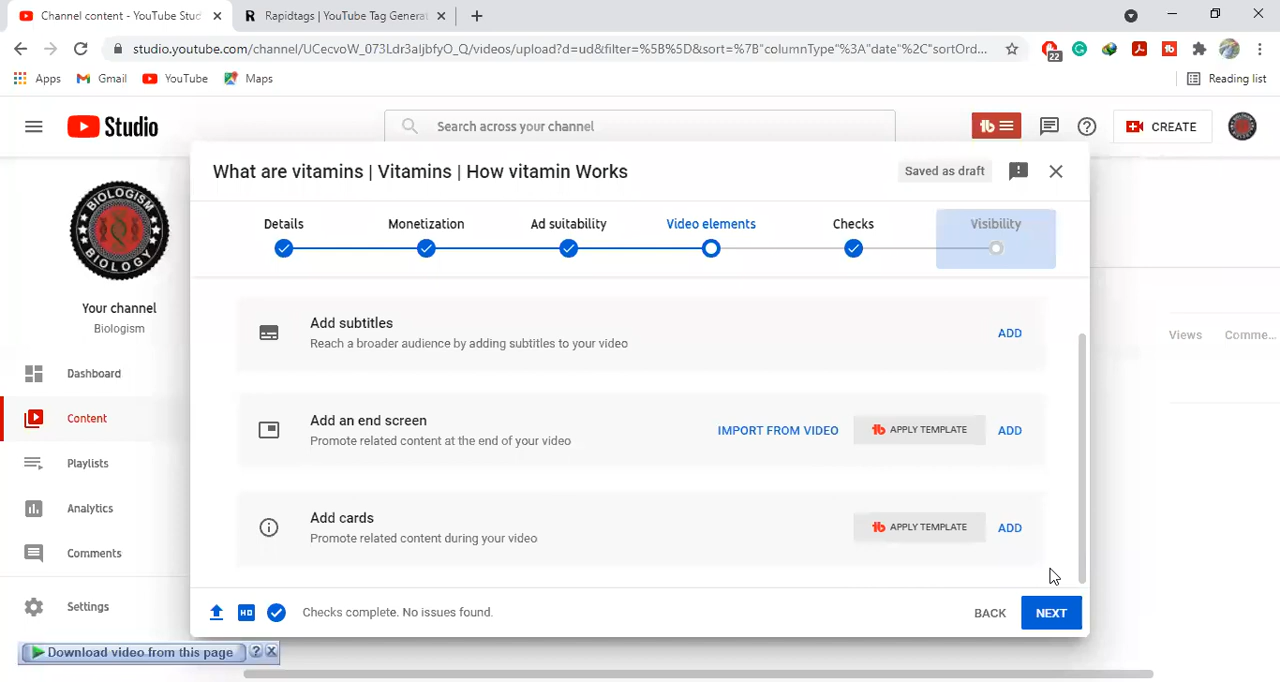 Channel content - YouTube Stud
Rapidtags | YouTube Tag Generat
studio.youtube.com/channel/UCecvoW_073Ldr3aIjbfyO_Q/videos/upload?d=ud&filter=%5B%5D&sort=%7B"columnType"%3A"date"%2C"sortOrd...
22
Apps
Gmail
YouTube
Maps
Reading list
Studio
Search across your channel
CREATE
What are vitamins | Vitamins | How vitamin Works
Saved as draft
Details
Monetization
Ad suitability
Video elements
Checks
Visibility
BIOLOGISM
BIOLOGY
Your channel
Biologism
Dashboard
Content
Playlists
Analytics
Comments
Settings
Add subtitles
Reach a broader audience by adding subtitles to your video
ADD
Add an end screen
Promote related content at the end of your video
IMPORT FROM VIDEO
APPLY TEMPLATE
ADD
Add cards
Promote related content during your video
APPLY TEMPLATE
ADD
Views
Comme...
HD
Checks complete. No issues found.
BACK
NEXT
Download video from this page
?